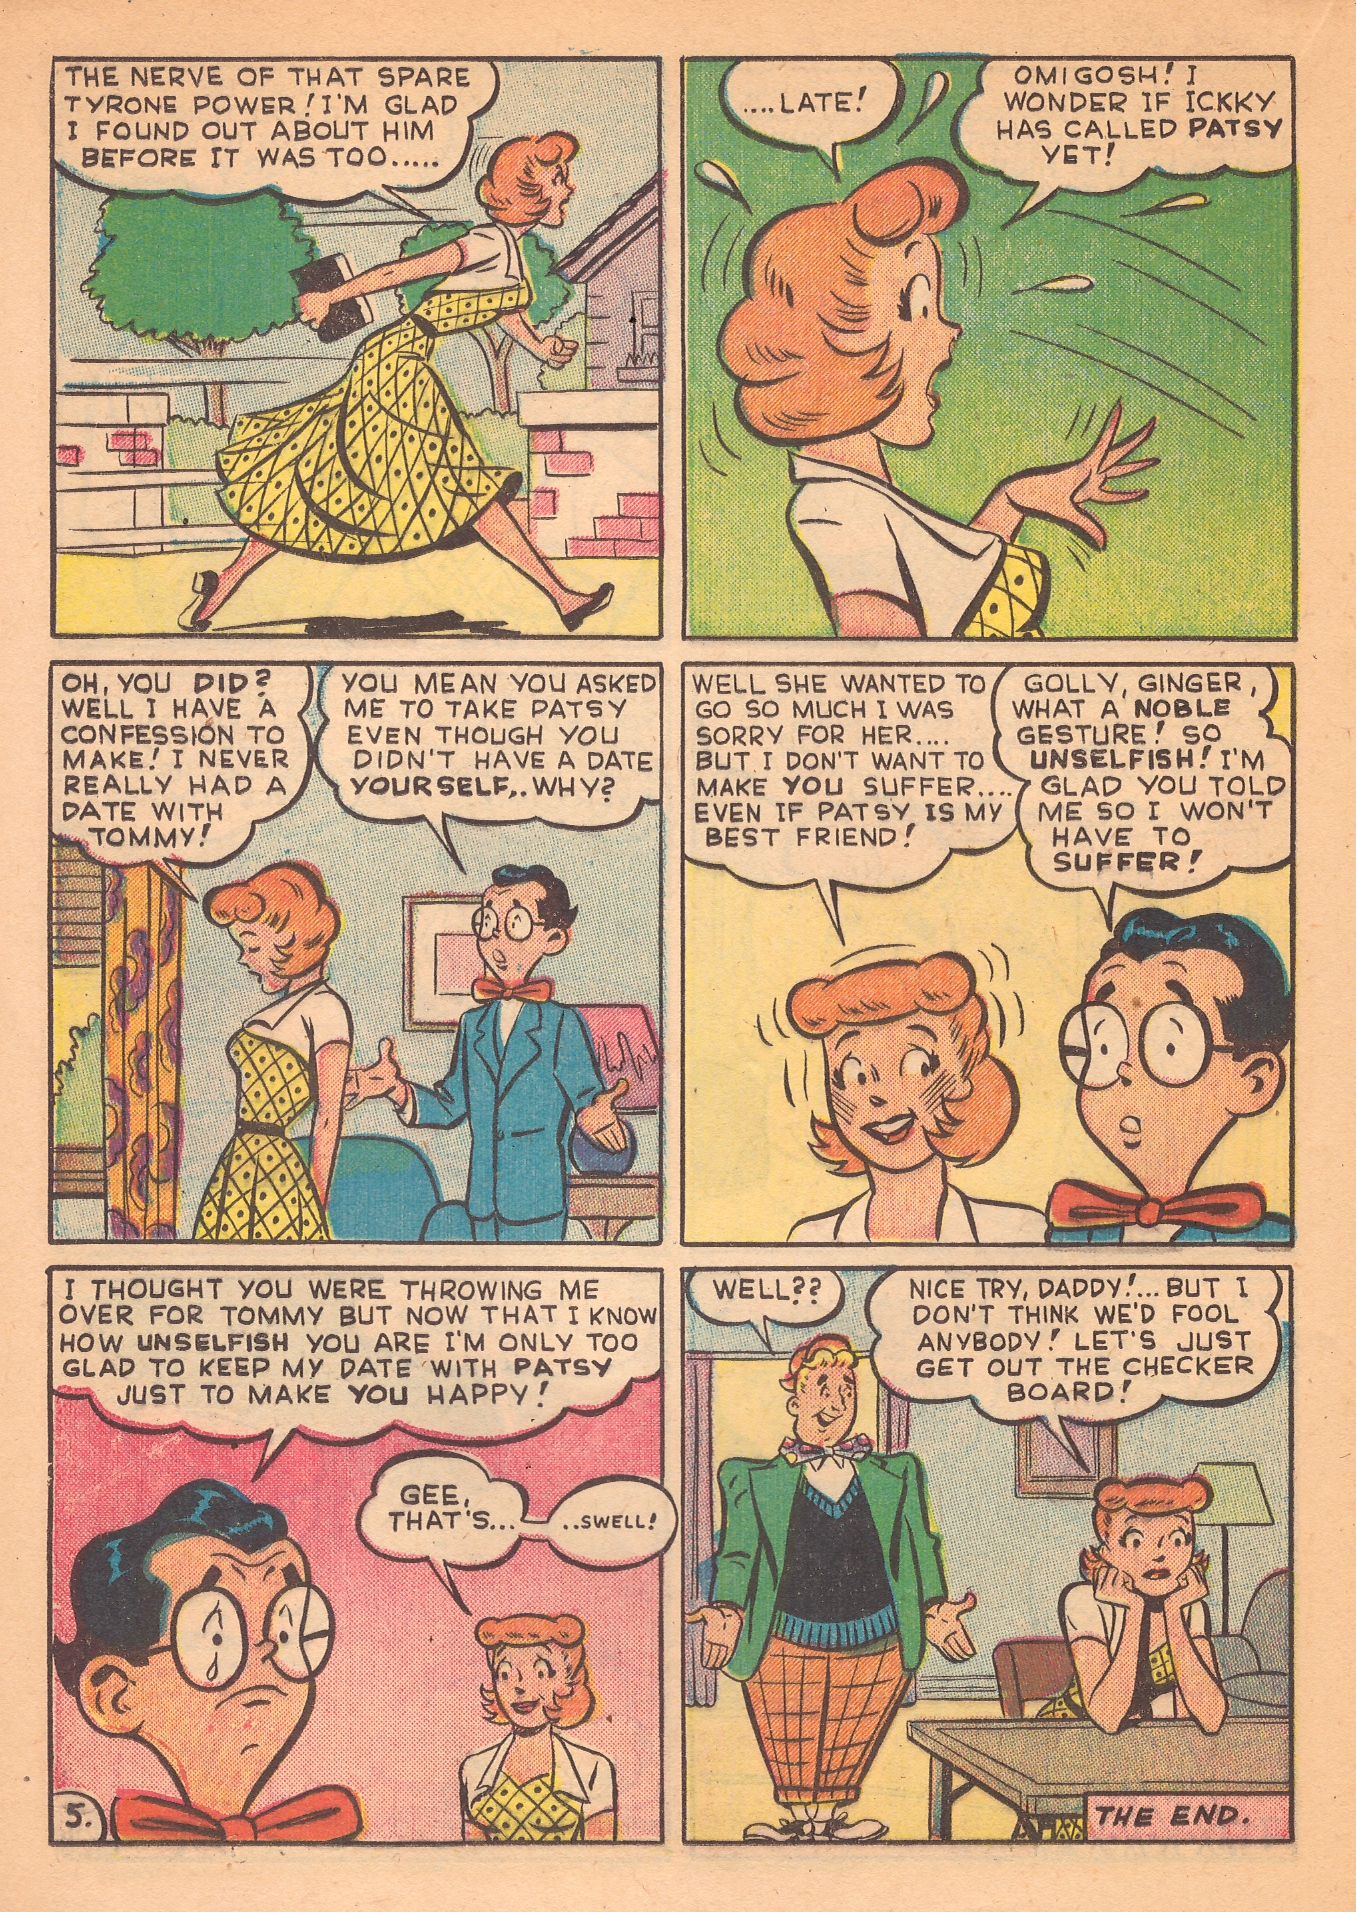 THE NERVE OF THAT SPARE
TYRONE POWER! I'M GLAD
I FOUND OUT ABOUT HIM
BEFORE IT WAS TOO.....
....LATE!
OMIGOSH! I
WONDER IF ICKKY
HAS CALLED PATSY
YET!
OH, YOU DID?
WELL I HAVE A
CONFESSION TO
MAKE! I NEVER
REALLY HAD A
DATE WITH
TOMMY!
YOU MEAN YOU ASKED
ME TO TAKE PATSY
EVEN THOUGH YOU
DIDN'T HAVE A DATE
YOURSELF... WHY?
WELL SHE WANTED TO
GO SO MUCH I WAS
SORRY FOR HER....
BUT I DON'T WANT TO
MAKE YOU SUFFER....
EVEN IF PATSY IS MY
BEST FRIEND!
GOLLY, GINGER,
WHAT A NOBLE
GESTURE! SO
UNSELFISH! I'M
GLAD YOU TOLD
ME SO I WON'T
HAVE TO
SUFFER!
I THOUGHT YOU WERE THROWING ME
OVER FOR TOMMY BUT NOW THAT I KNOW
HOW UNSELFISH YOU ARE I'M ONLY TOO
GLAD TO KEEP MY DATE WITH PATSY
JUST TO MAKE YOU HAPPY!
GEE,
THAT'S...
..SWELL!
5.
WELL??
NICE TRY, DADDY!... BUT I
DON'T THINK WE'D FOOL
ANYBODY! LET'S JUST
GET OUT THE CHECKER
BOARD!
THE END.